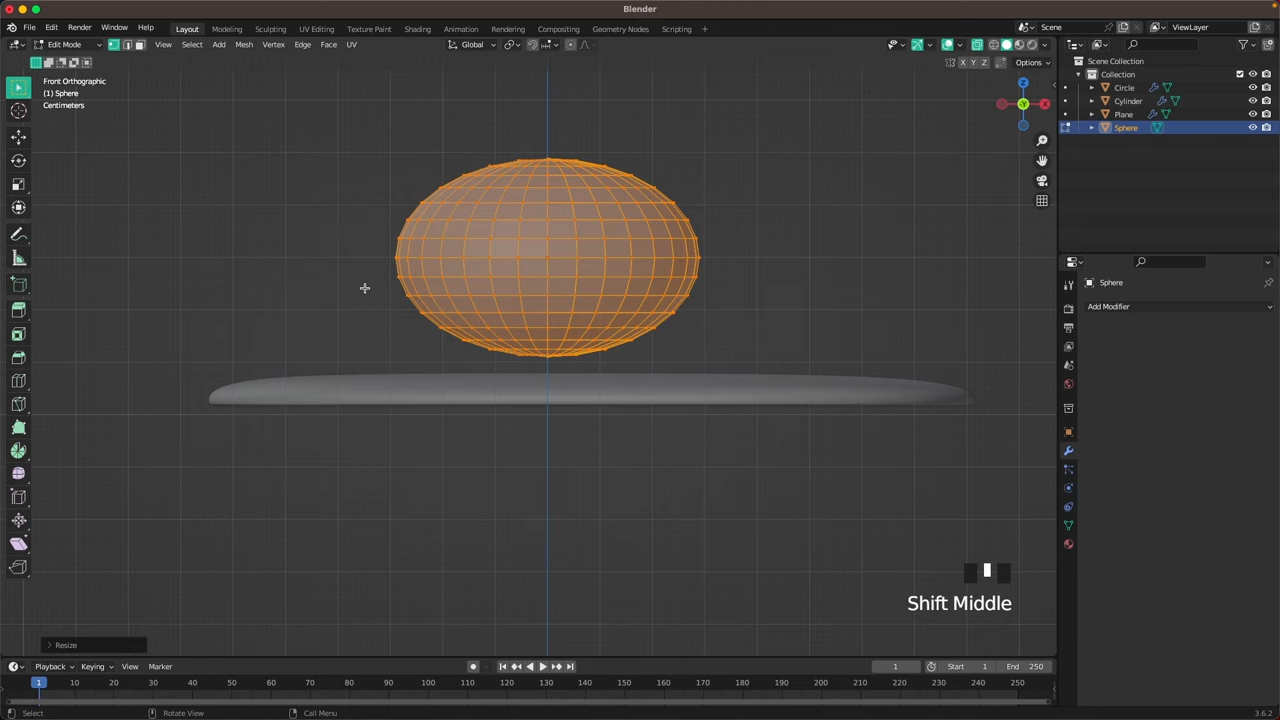 Blender
File Edit Render Window Help
Layout Modeling Sculpting UV Editing Texture Paint Shading Animation Rendering Compositing Geometry Nodes Scripting +
Scene
ViewLayer
Edit Mode View Select Add Mesh Vertex Edge Face UV
Global
X Y Z Options
Front Orthographic
(1) Sphere
Centimeters
Z
Y
X
Scene Collection
Collection
Circle
Cylinder
Plane
Sphere
Sphere
Add Modifier
Shift Middle
Resize
Playback Keying View Marker
1 Start 1 End 250
1 10 20 30 40 50 60 70 80 90 100 110 120 130 140 150 160 170 180 190 200 210 220 230 240 250
Select Rotate View Call Menu 3.6.2